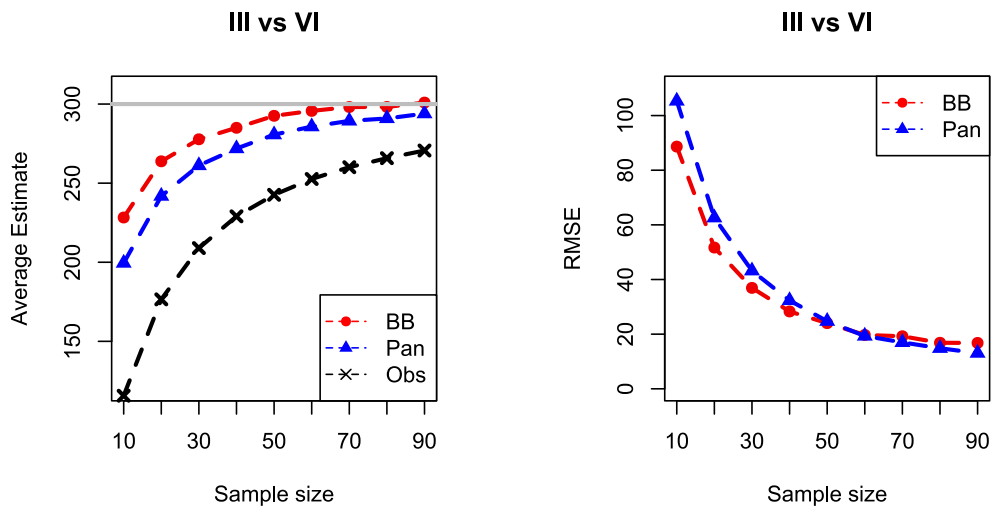 III vs VI
Average Estimate
300
250
200
150
10 30 50 70 90
Sample size
BB
Pan
Obs
III vs VI
RMSE
100
80
60
40
20
0
10 30 50 70 90
Sample size
BB
Pan